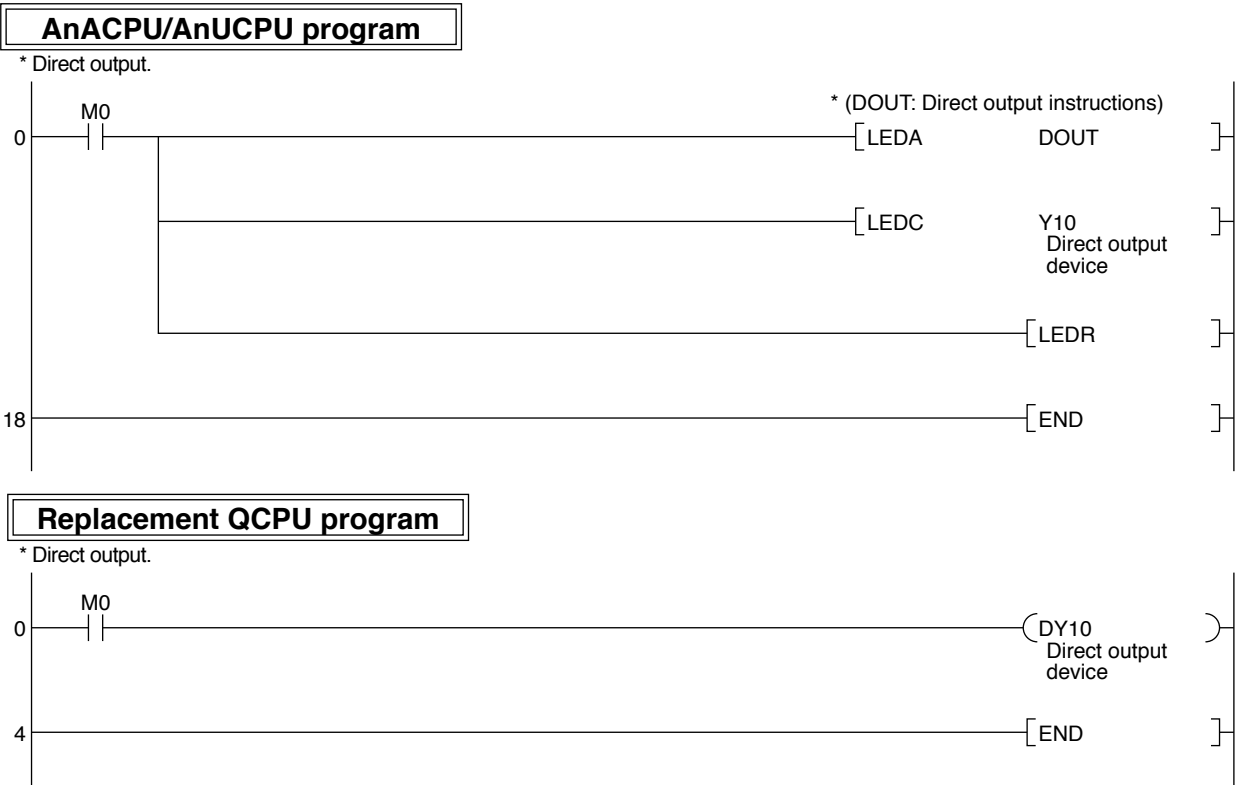 AnACPU/AnUCPU program
* Direct output.
M0
* (DOUT: Direct output instructions)
0
LEDA DOUT
LEDC Y10
Direct output
device
LEDR
18
END
Replacement QCPU program
* Direct output.
M0
0
DY10
Direct output
device
4
END